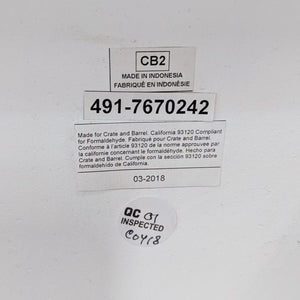 CB2
MADE IN INDONESIA
FABRIQUÉ EN INDONÉSIE
491-7670242
Made for Crate and Barrel. California 93120 Compliant
for Formaldehyde. Fabriqué pour Crate and Barrel.
Conforme à l'article 93120 de la norme approuvee par
la californie concernant le formaldéhyde. Hecho para
Crate and Barrel. Cumple con la sección 93120 sobre
formaldehido de California.
03-2018
QC
INSPECTED